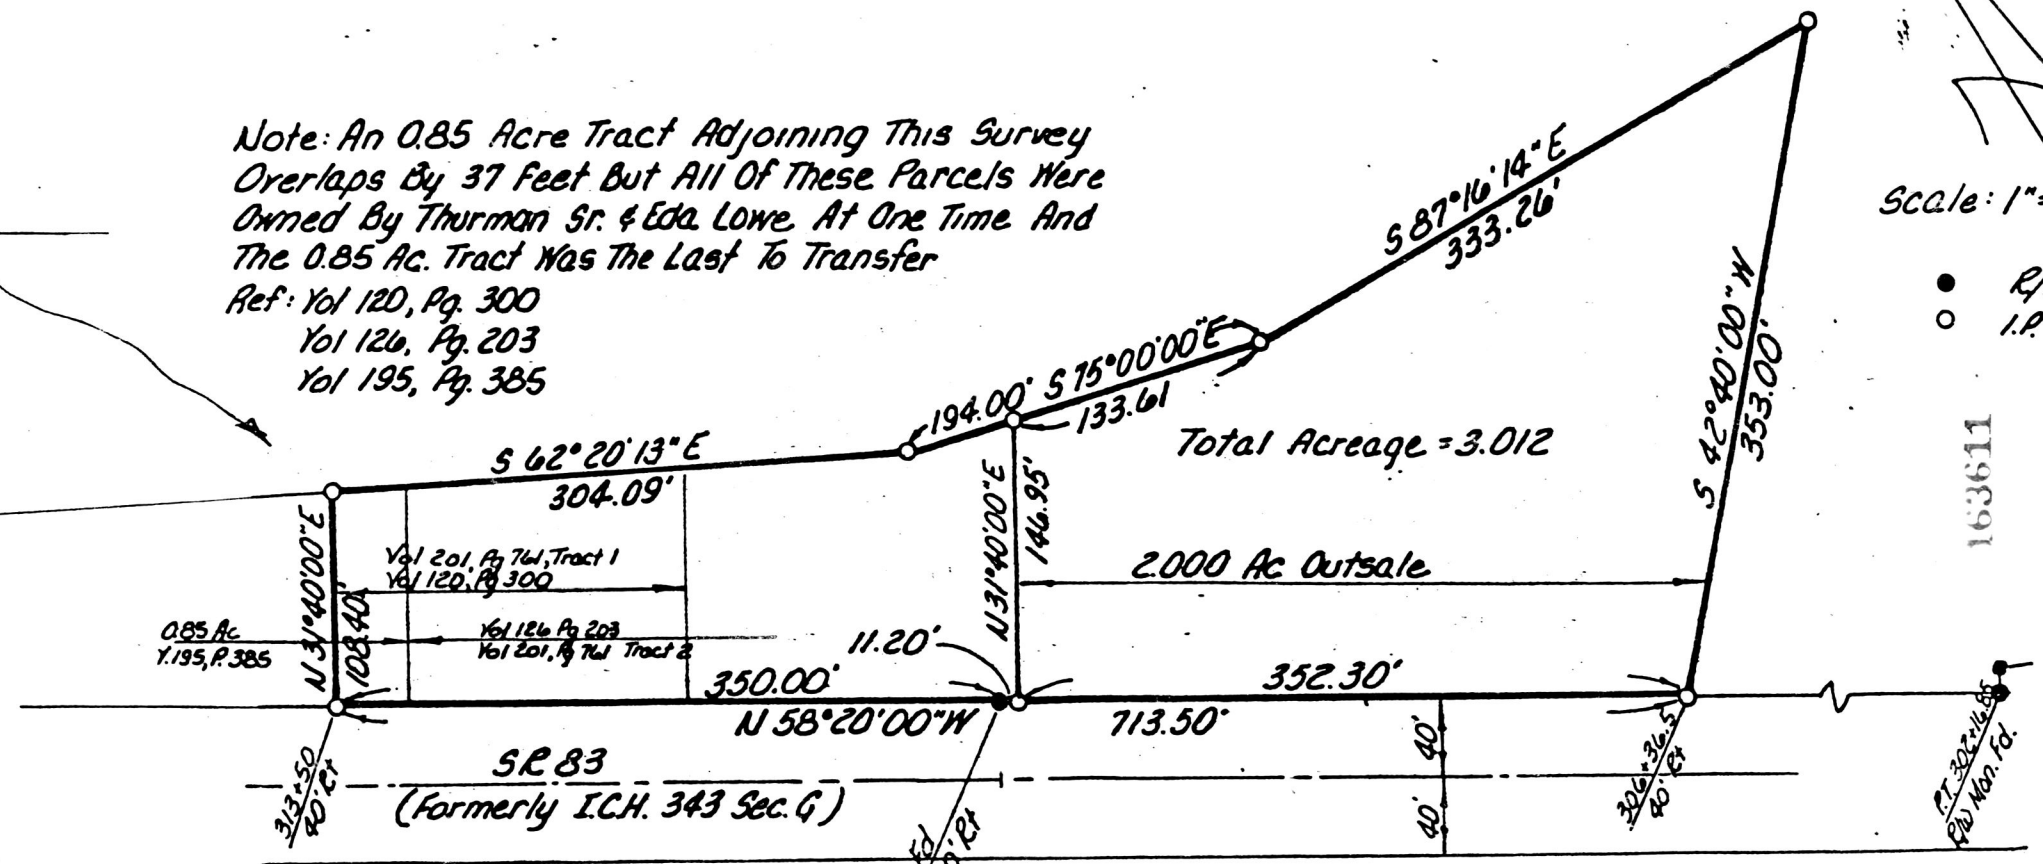 Note: An 0.85 Acre Tract Adjoining This Survey
Overlaps By 37 Feet But All Of These Parcels Were
Owned By Thurman Sr. & Eda Lowe At One Time And
The 0.85 Ac. Tract Was The Last To Transfer
Ref: Vol 120, Pg. 300
Vol 126, Pg. 203
Vol 195, Pg. 385
S 87°16'14" E
333.26'
Scale: 1"=
S 42°40'00" W
353.00'
I.P.
194.00'
S 75°00'00" E
133.61
Total Acreage = 3.012
S 62°20'13" E
304.09'
N 31°40'00" E
108.40'
Vol 201, Pg 761, Tract 1
Vol 120, Pg 300
0.85 Ac
V.195, P.385
Vol 126 Pg 203
Vol 201, Pg 761 Tract 2
N 31°40'00" E
146.95'
2.000 Ac Outsale
163611
11.20'
350.00'
352.30'
N 58°20'00" W
713.50'
SR 83
(Formerly I.C.H. 343 Sec. G)
313+50
40' Rt
Fd
' Rt
40'
40'
306+36.5
40' Rt
P.T. 302+16.85
R/W Mon. Fd.